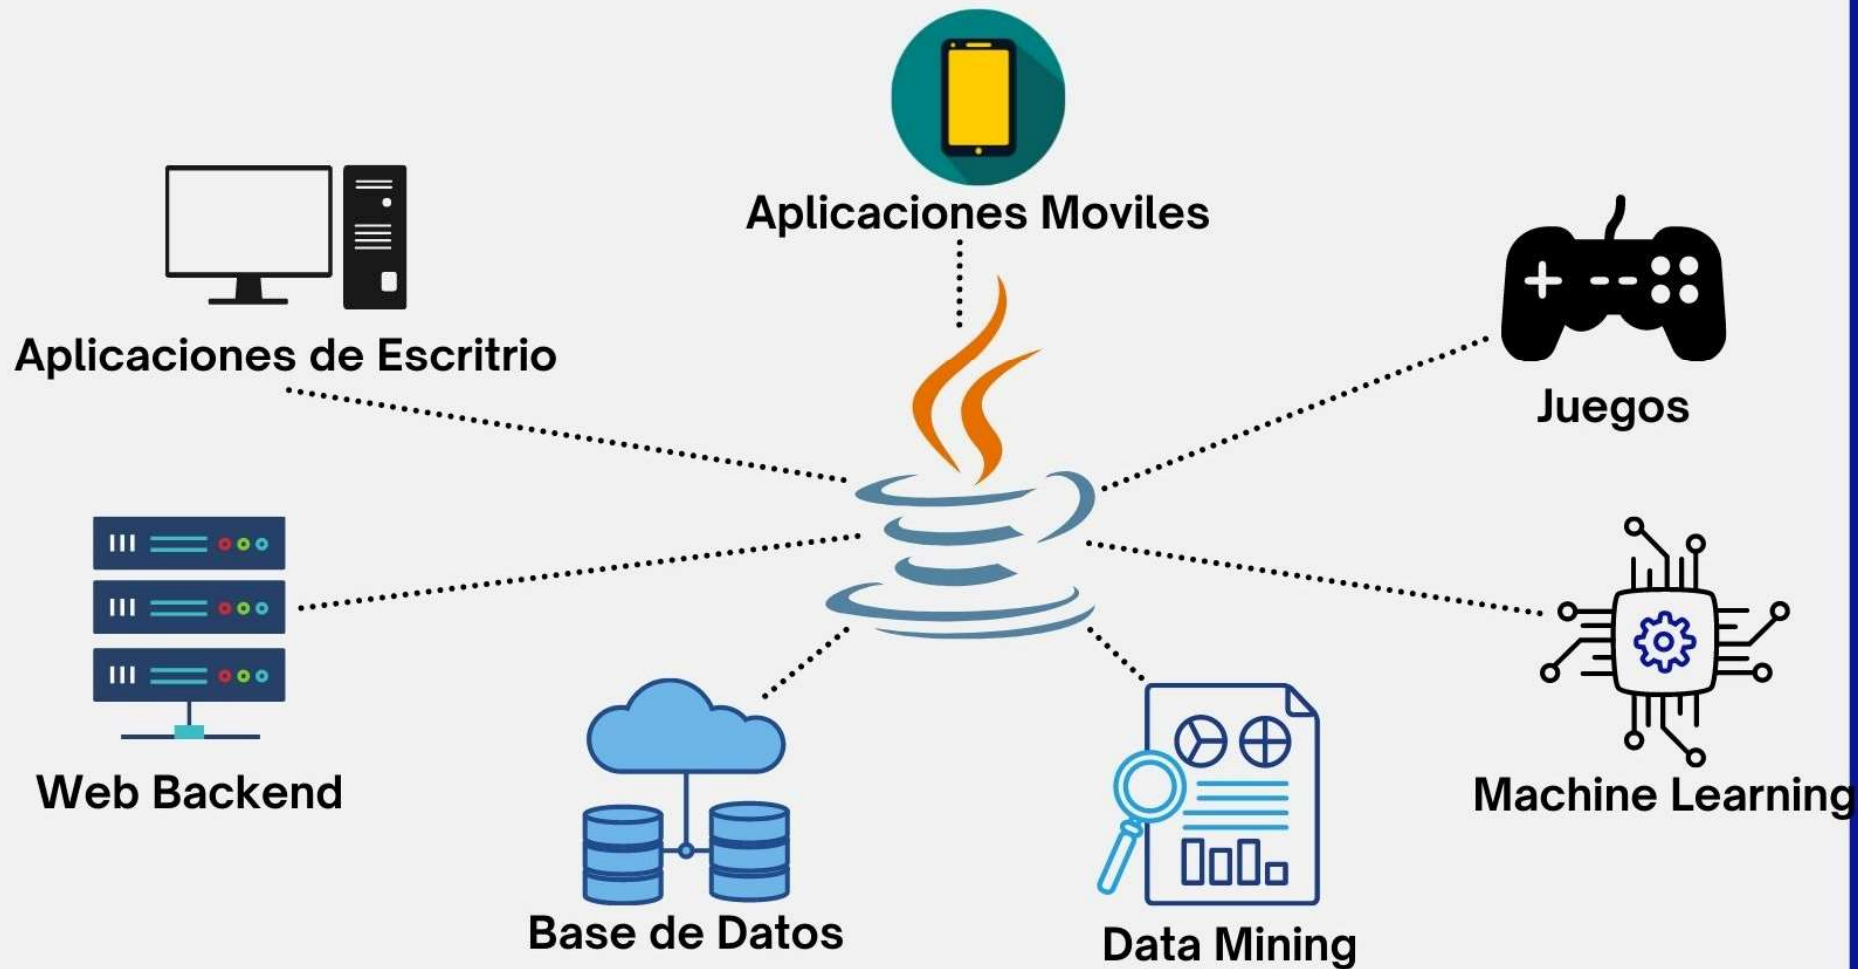 Aplicaciones Moviles
Aplicaciones de Escritrio
Juegos
Web Backend
Machine Learning
Base de Datos
Data Mining